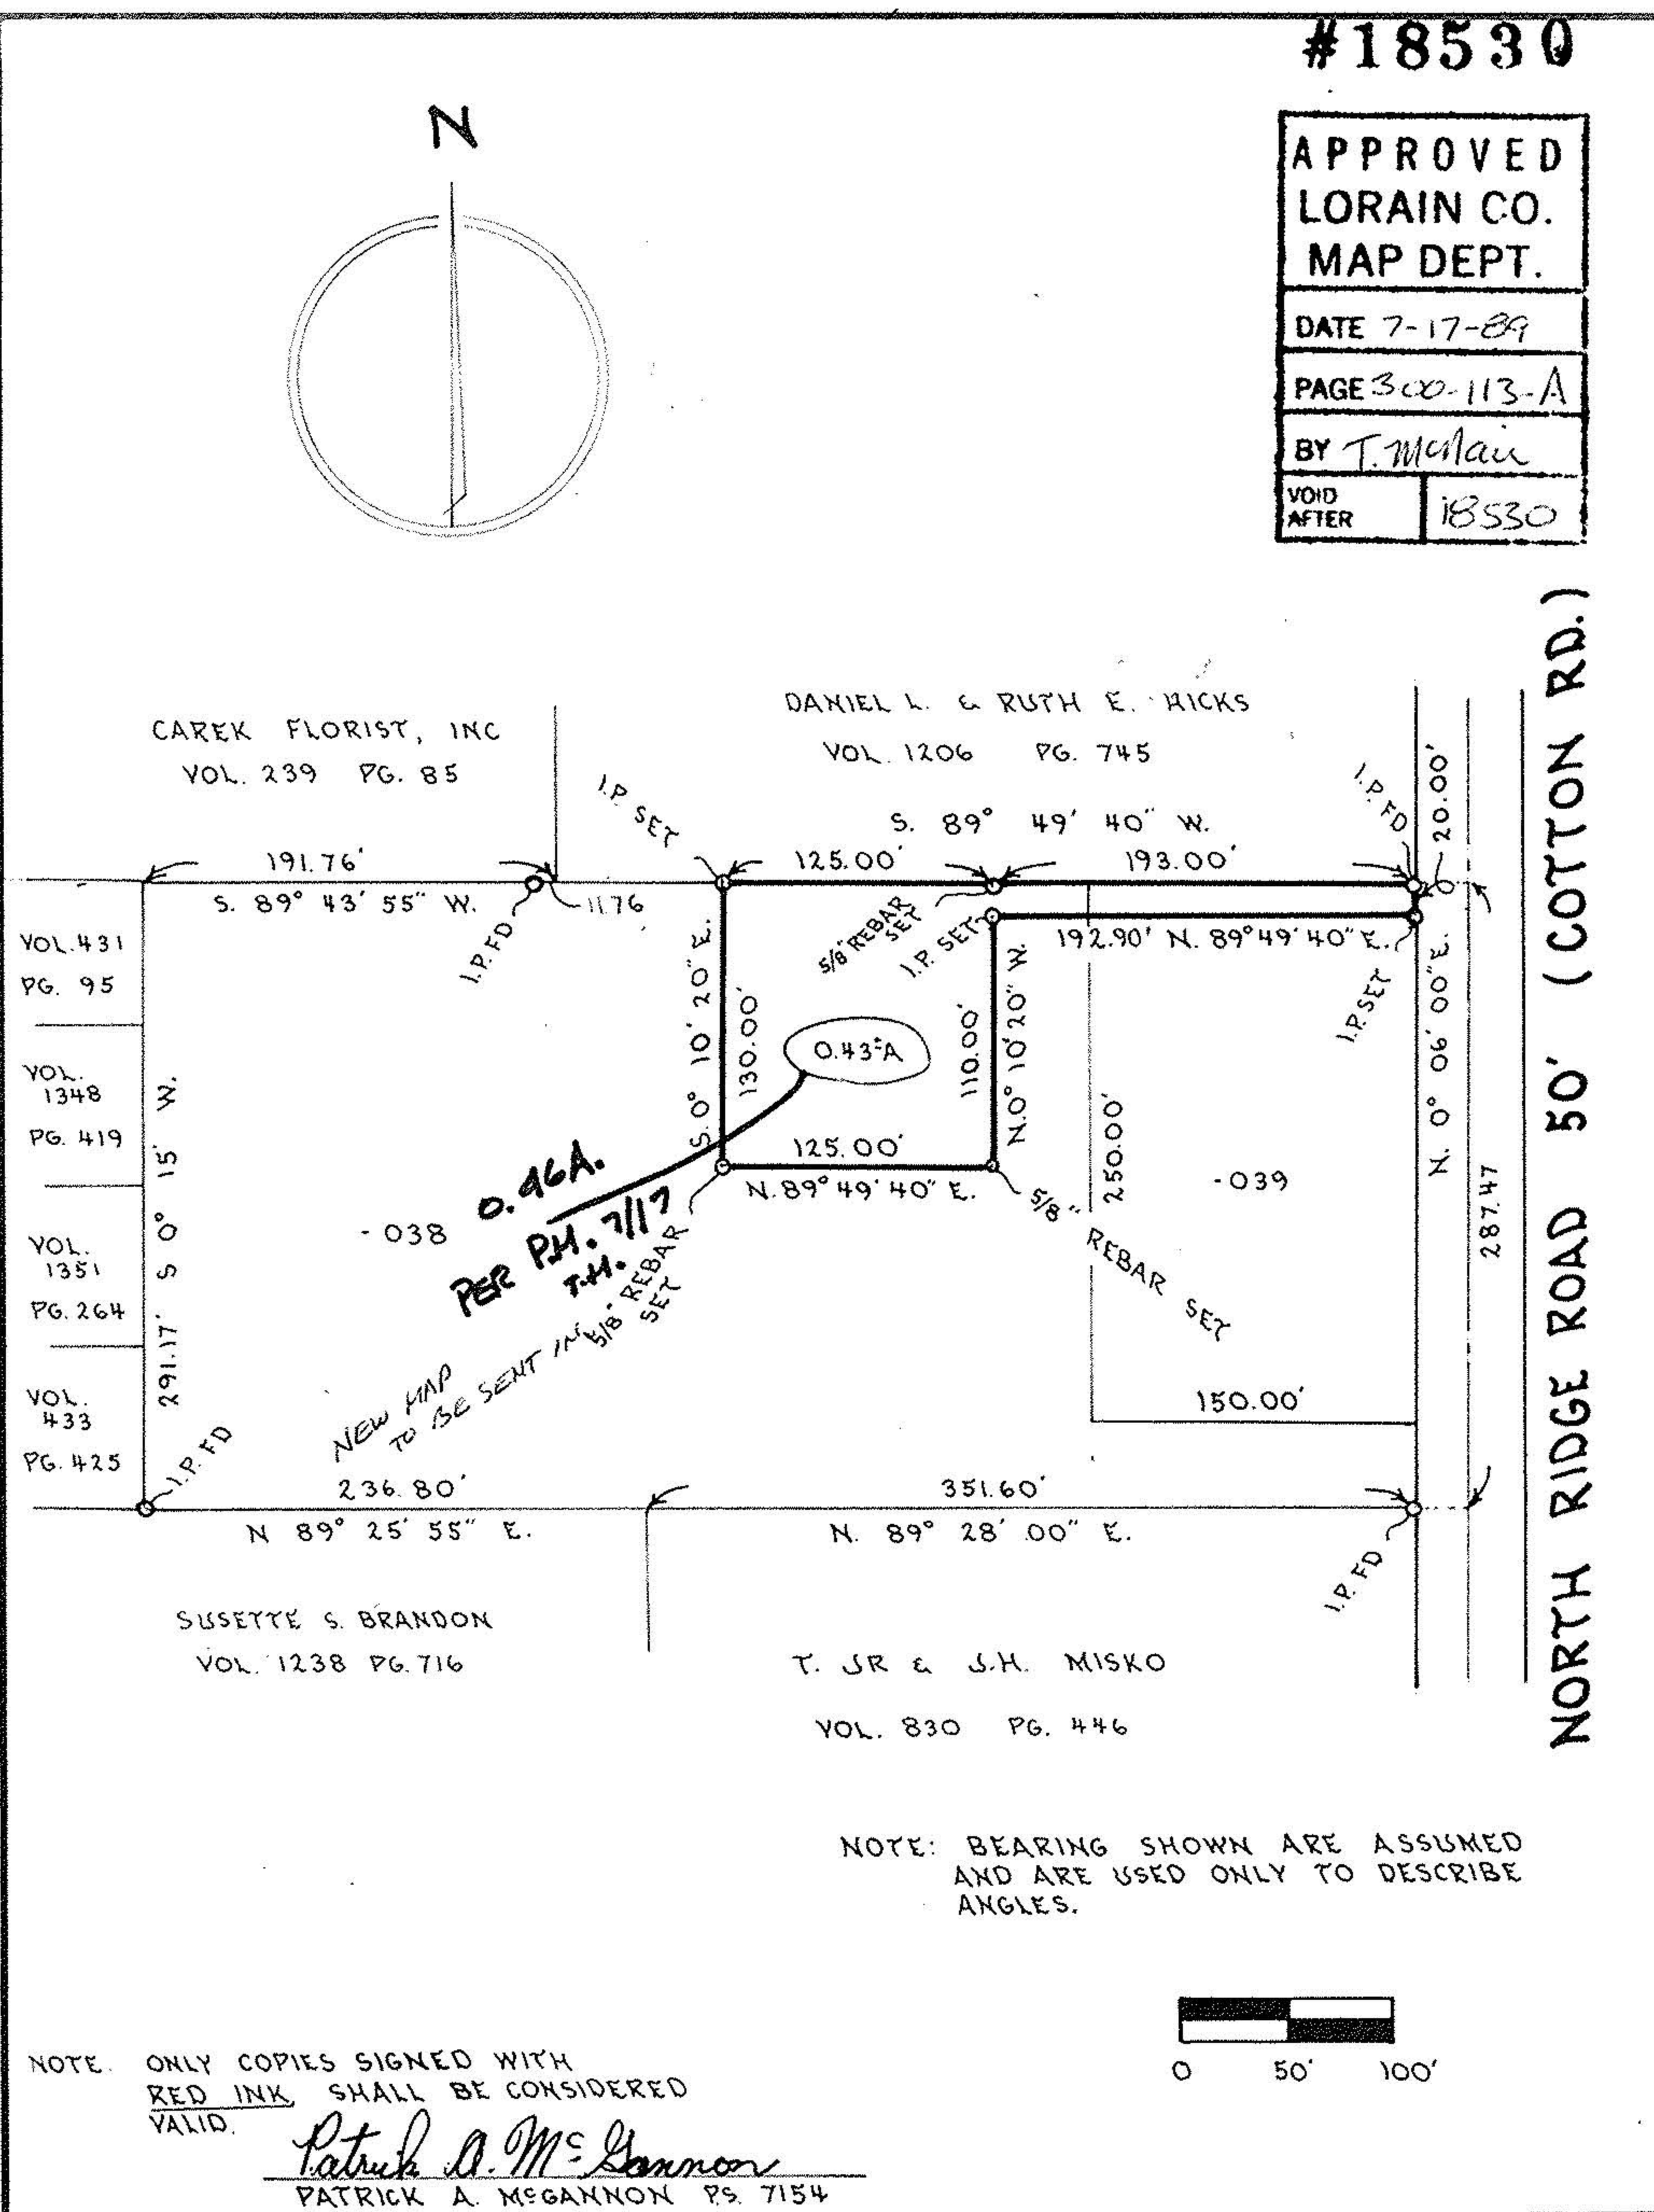 #18530
APPROVED
LORAIN CO.
MAP DEPT.
DATE 7-17-89
PAGE 300-113-A
BY T. McNair
VOID
AFTER
18530
N
CAREK FLORIST, INC
VOL. 239 PG. 85
DANIEL L. & RUTH E. HICKS
VOL. 1206 PG. 745
I.P. SET
I.P. FD
20.00'
S. 89° 49' 40" W.
191.76'
125.00'
193.00'
S. 89° 43' 55" W.
11.76
I.P. FD
5/8" REBAR
SET
I.P. SET
192.90' N. 89° 49' 40" E.
I.P. SET
VOL. 431
PG. 95
VOL.
1348
PG. 419
VOL.
1351
PG. 264
VOL.
433
PG. 425
291.17' S 0° 15' W.
S. 0° 10' 20" E.
130.00'
0.43±A
110.00'
N. 0° 10' 20" W.
250.00'
N. 0° 06' 00" E.
287.47
125.00'
N. 89° 49' 40" E.
- 039
- 038
0.46A.
PER P.H. 7/17
T.H.
5/8" REBAR
SET
5/8" REBAR SET
NEW MAP
TO BE SENT IN
150.00'
I.P. FD
236.80'
351.60'
N 89° 25' 55" E.
N. 89° 28' 00" E.
I.P. FD
SUSETTE S. BRANDON
VOL. 1238 PG. 716
T. JR & J.H. MISKO
VOL. 830 PG. 446
NORTH RIDGE ROAD 50' (COTTON RD.)
NOTE: BEARING SHOWN ARE ASSUMED
AND ARE USED ONLY TO DESCRIBE
ANGLES.
0 50' 100'
NOTE. ONLY COPIES SIGNED WITH
RED INK SHALL BE CONSIDERED
VALID.
Patrick A. McGannon
PATRICK A. McGANNON P.S. 7154